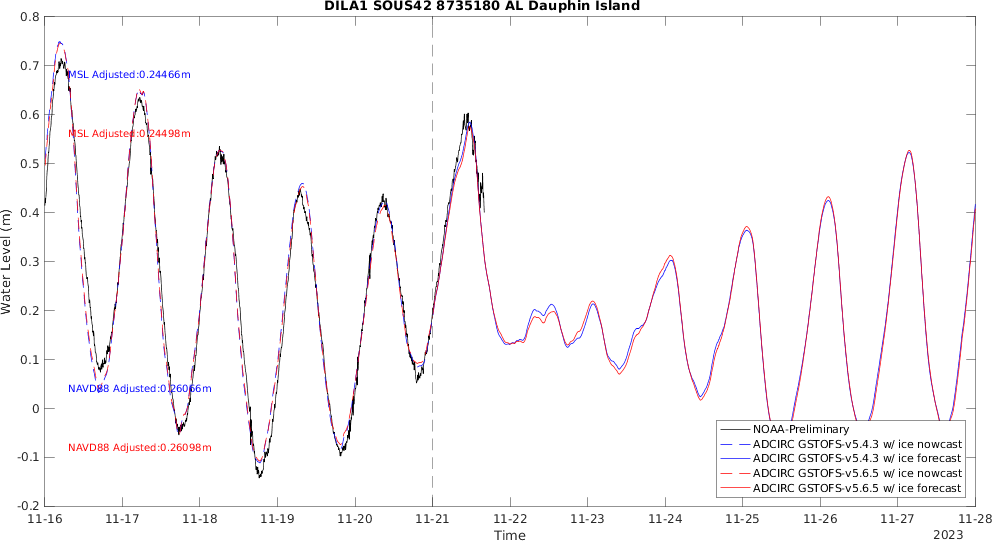 DILA1 SOUS42 8735180 AL Dauphin Island
0.8
0.7
0.6
0.5
0.4
0.3
0.2
0.1
0
-0.1
-0.2
Water Level (m)
MSL Adjusted:0.24466m
MSL Adjusted:0.24498m
NAVD88 Adjusted:0.26066m
NAVD88 Adjusted:0.26098m
NOAA-Preliminary
ADCIRC GSTOFS-v5.4.3 w/ ice nowcast
ADCIRC GSTOFS-v5.4.3 w/ ice forecast
ADCIRC GSTOFS-v5.6.5 w/ ice nowcast
ADCIRC GSTOFS-v5.6.5 w/ ice forecast
11-16 11-17 11-18 11-19 11-20 11-21 11-22 11-23 11-24 11-25 11-26 11-27 11-28
Time
2023